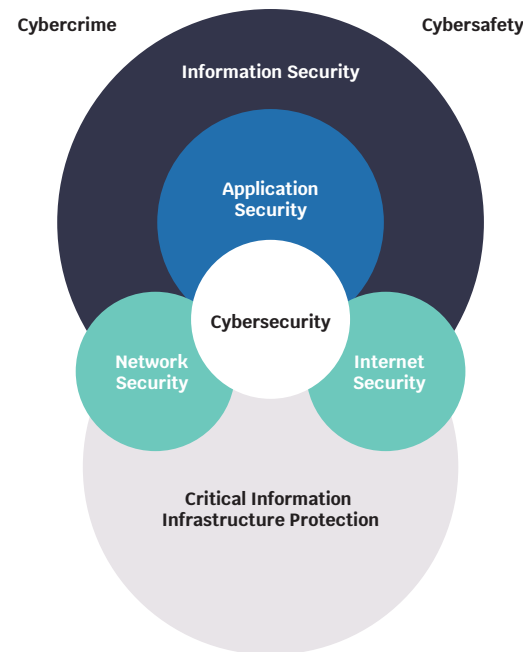 Cybercrime
Cybersafety
Information Security
Application
Security
Cybersecurity
Network
Security
Internet
Security
Critical Information
Infrastructure Protection